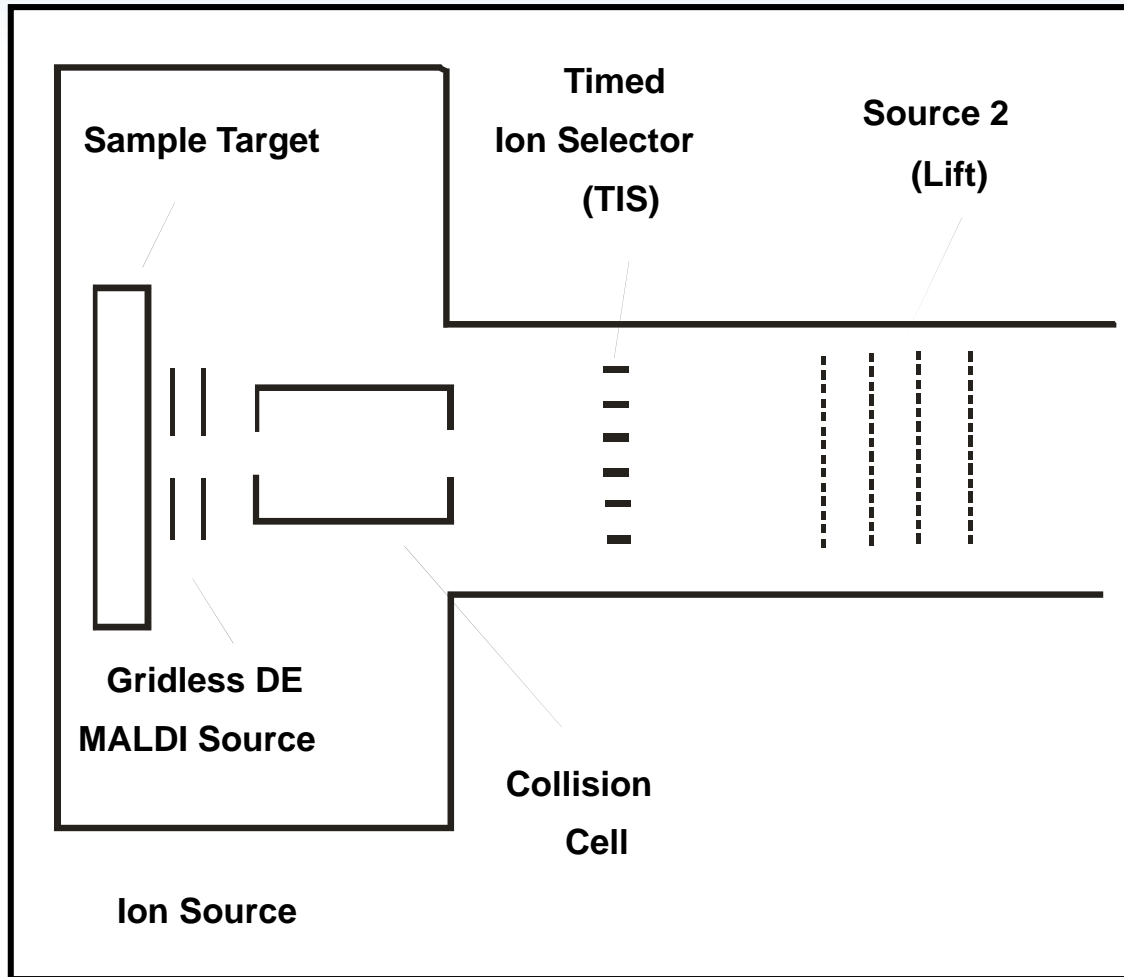 Timed
Ion Selector
(TIS)
Source 2
(Lift)
Sample Target
Gridless DE
MALDI Source
Collision
Cell
Ion Source